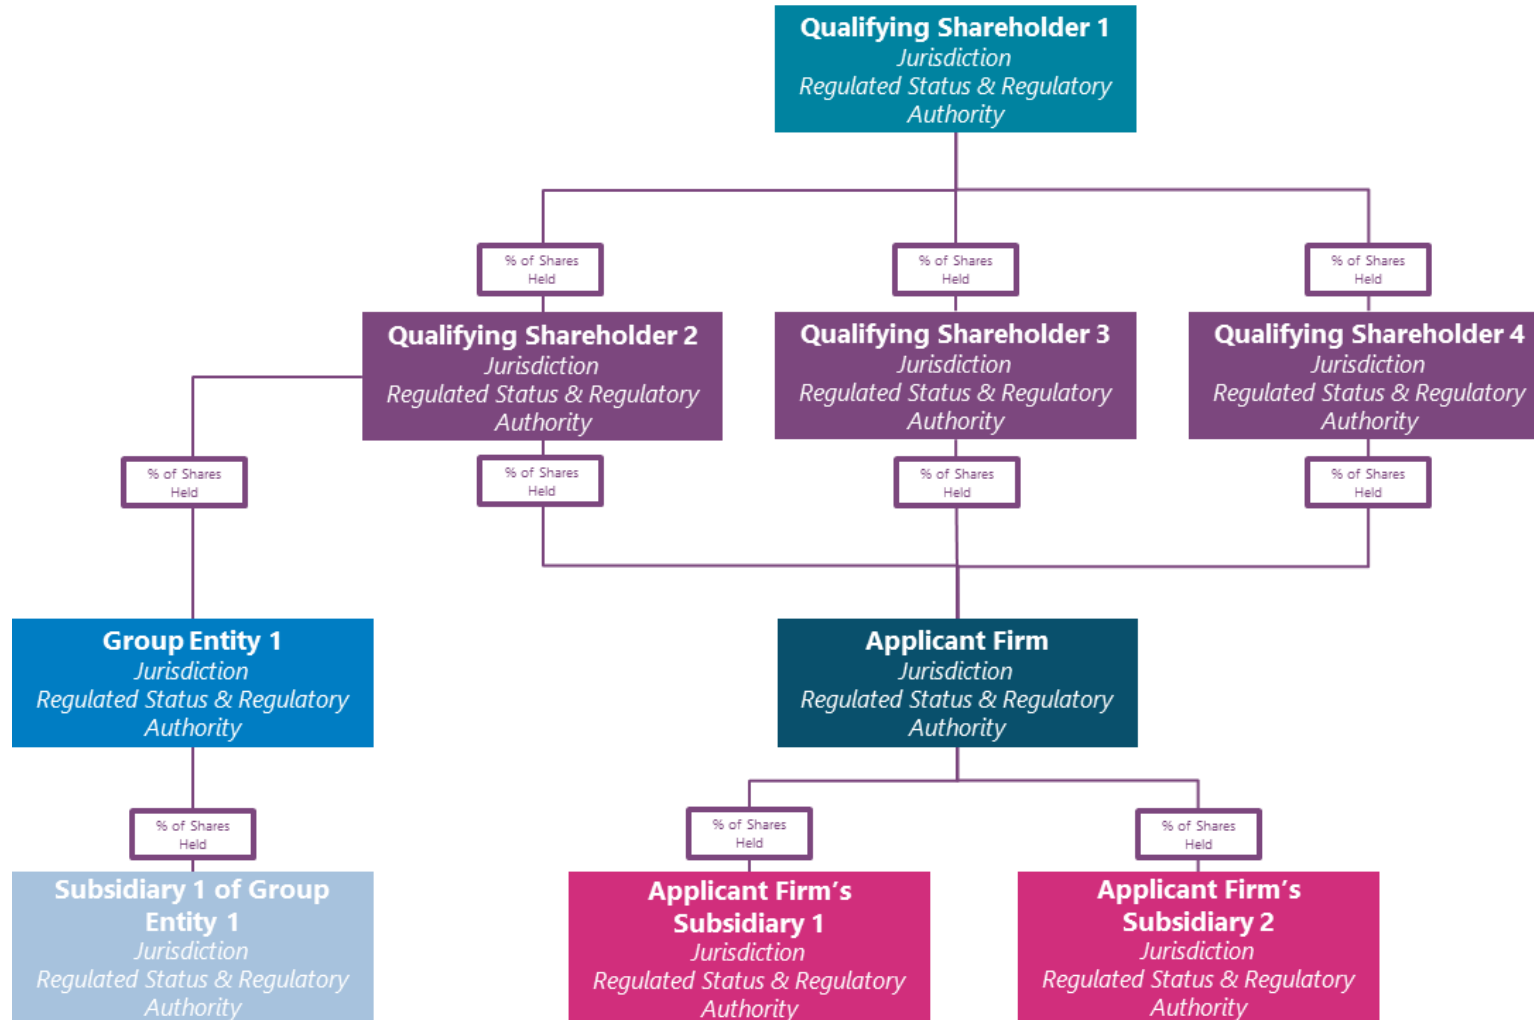 Qualifying Shareholder 1
Jurisdiction
Regulated Status & Regulatory
Authority
% of Shares
Held
% of Shares
Held
% of Shares
Held
Qualifying Shareholder 2
Jurisdiction
Regulated Status & Regulatory
Authority
Qualifying Shareholder 3
Jurisdiction
Regulated Status & Regulatory
Authority
Qualifying Shareholder 4
Jurisdiction
Regulated Status & Regulatory
Authority
% of Shares
Held
% of Shares
Held
% of Shares
Held
% of Shares
Held
Group Entity 1
Jurisdiction
Regulated Status & Regulatory
Authority
Applicant Firm
Jurisdiction
Regulated Status & Regulatory
Authority
% of Shares
Held
% of Shares
Held
% of Shares
Held
Subsidiary 1 of Group
Entity 1
Jurisdiction
Regulated Status & Regulatory
Authority
Applicant Firm's
Subsidiary 1
Jurisdiction
Regulated Status & Regulatory
Authority
Applicant Firm's
Subsidiary 2
Jurisdiction
Regulated Status & Regulatory
Authority